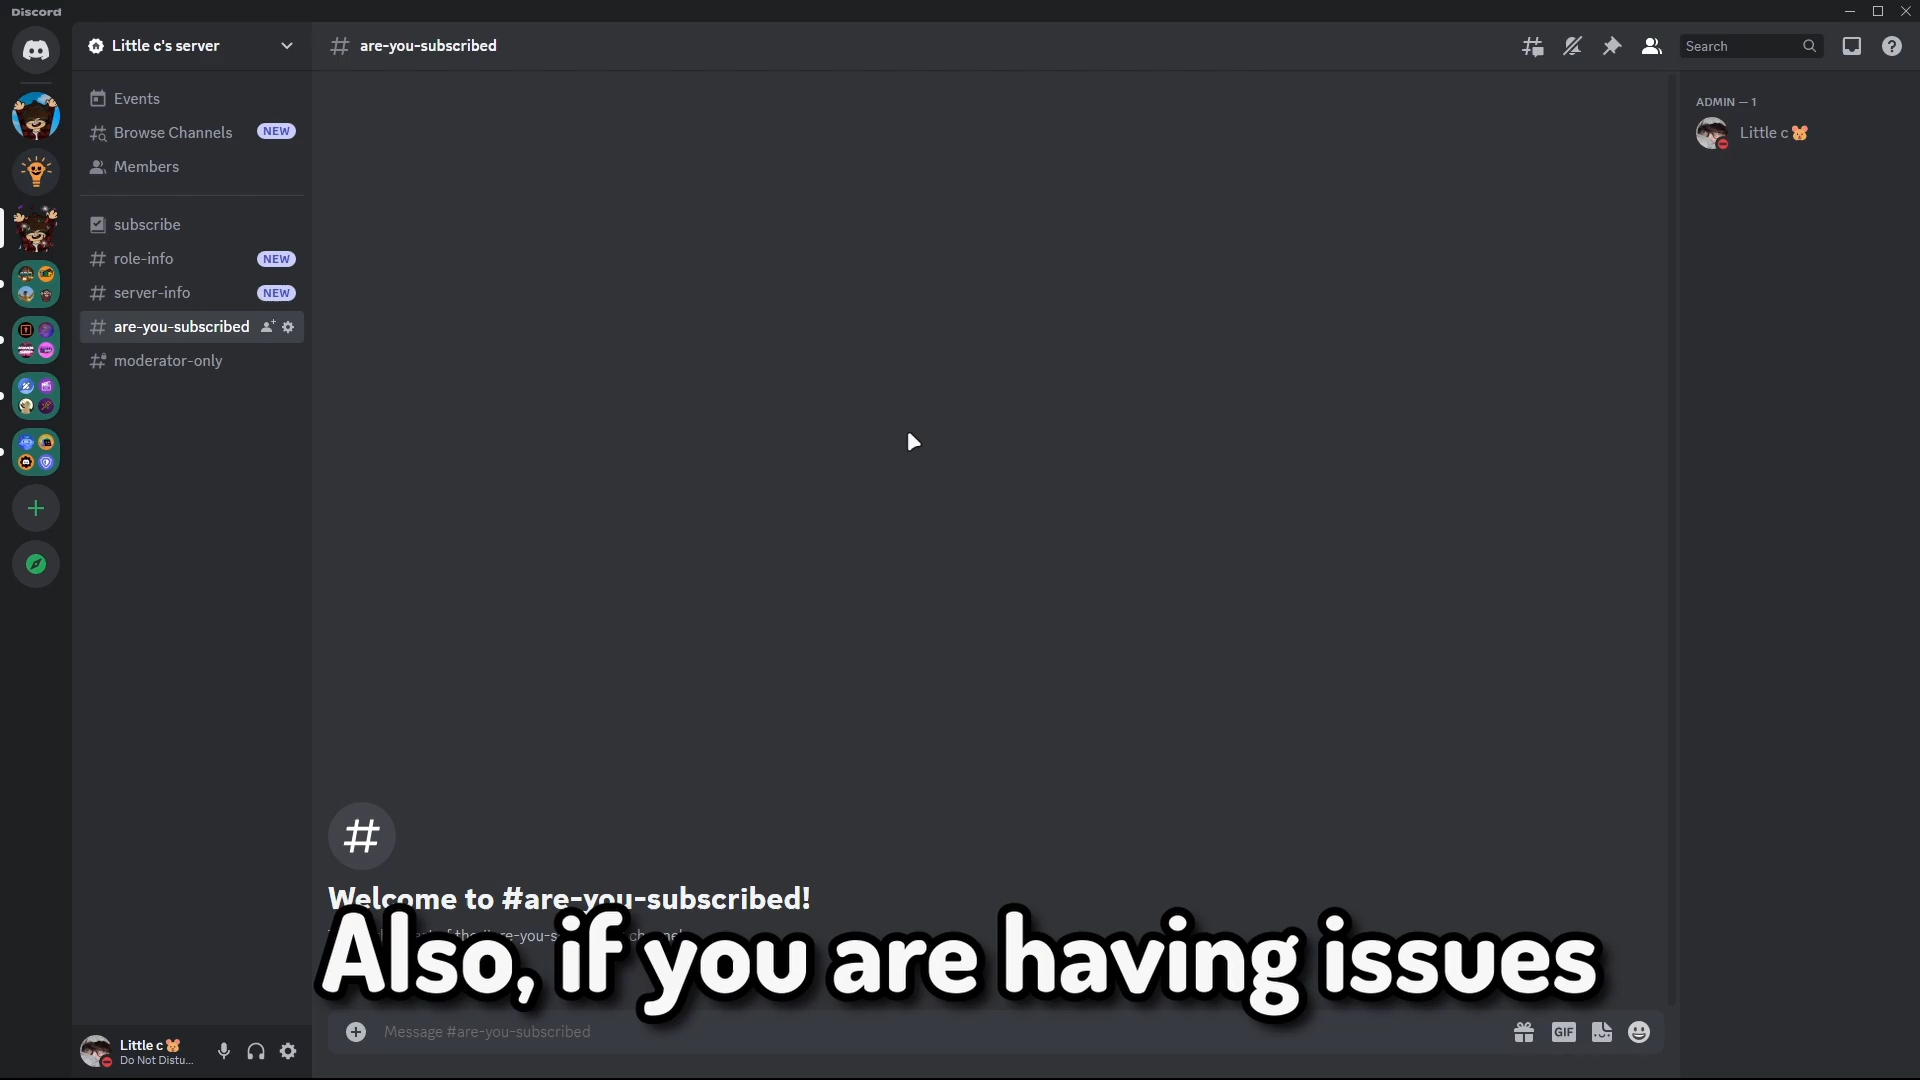 Discord
Little c's server
are-you-subscribed
Search
Events
Browse Channels NEW
Members
subscribe
role-info NEW
server-info NEW
are-you-subscribed
moderator-only
ADMIN — 1
Little c
Welcome to #are-you-subscribed!
Also, if you are having issues
Message #are-you-subscribed
GIF
Little c
Do Not Distu...